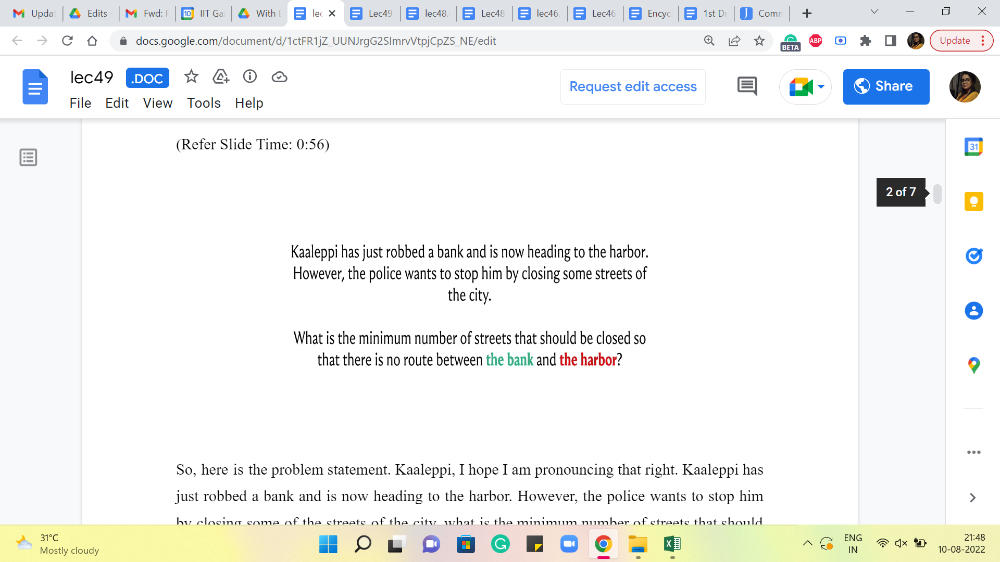 Updat
Edits -
Fwd: F
IIT Ga
With E
lec
Lec49
lec48.
Lec48
lec46.
Lec46
Encyc
1st Dr
Comm
docs.google.com/document/d/1ctFR1jZ_UUNJrgG2SlmrvVtpjCpZS_NE/edit
BETA
ABP
Update
lec49
.DOC
File Edit View Tools Help
Request edit access
Share
(Refer Slide Time: 0:56)
31
2 of 7
Kaaleppi has just robbed a bank and is now heading to the harbor.
However, the police wants to stop him by closing some streets of
the city.
What is the minimum number of streets that should be closed so
that there is no route between the bank and the harbor?
So, here is the problem statement. Kaaleppi, I hope I am pronouncing that right. Kaaleppi has
just robbed a bank and is now heading to the harbor. However, the police wants to stop him
by closing some of the streets of the city, what is the minimum number of streets that should
31°C
Mostly cloudy
ENG
IN
21:48
10-08-2022